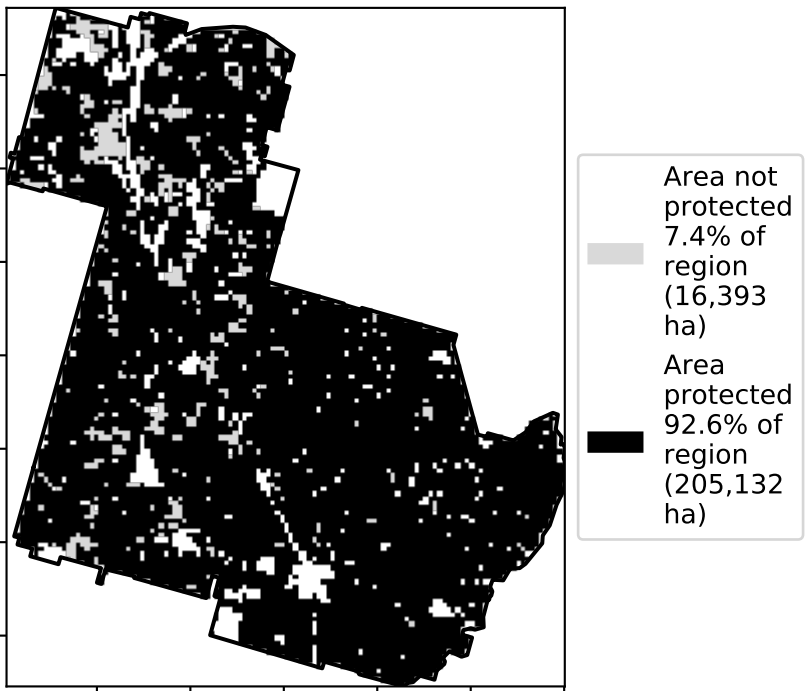 Area not
protected
7.4% of
region
(16,393
ha)
Area
protected
92.6% of
region
(205,132
ha)